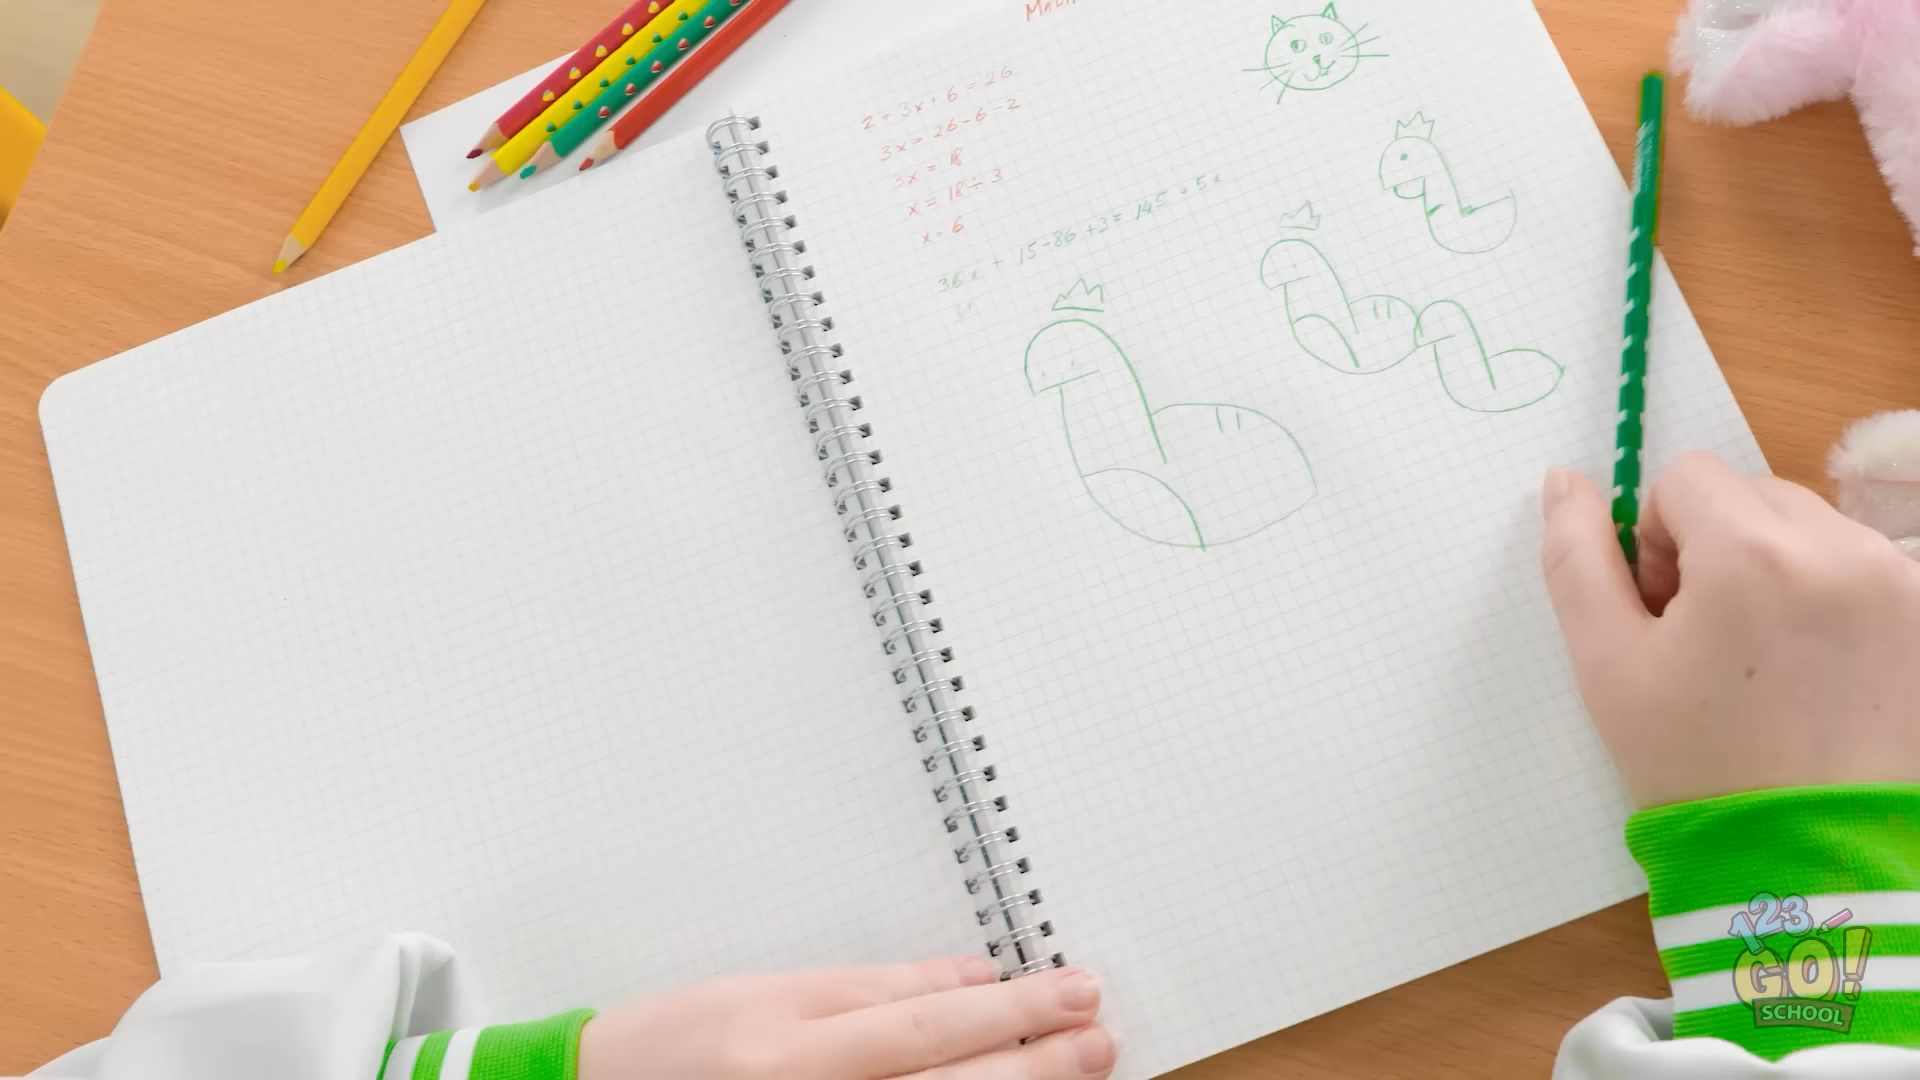 2 + 3x + 6 = 26
3x = 26 - 6 - 2
3x = 18
x = 18 ÷ 3
x = 6
36x + 15 - 86 + 3 = 145 + 5x
123
GO!
SCHOOL